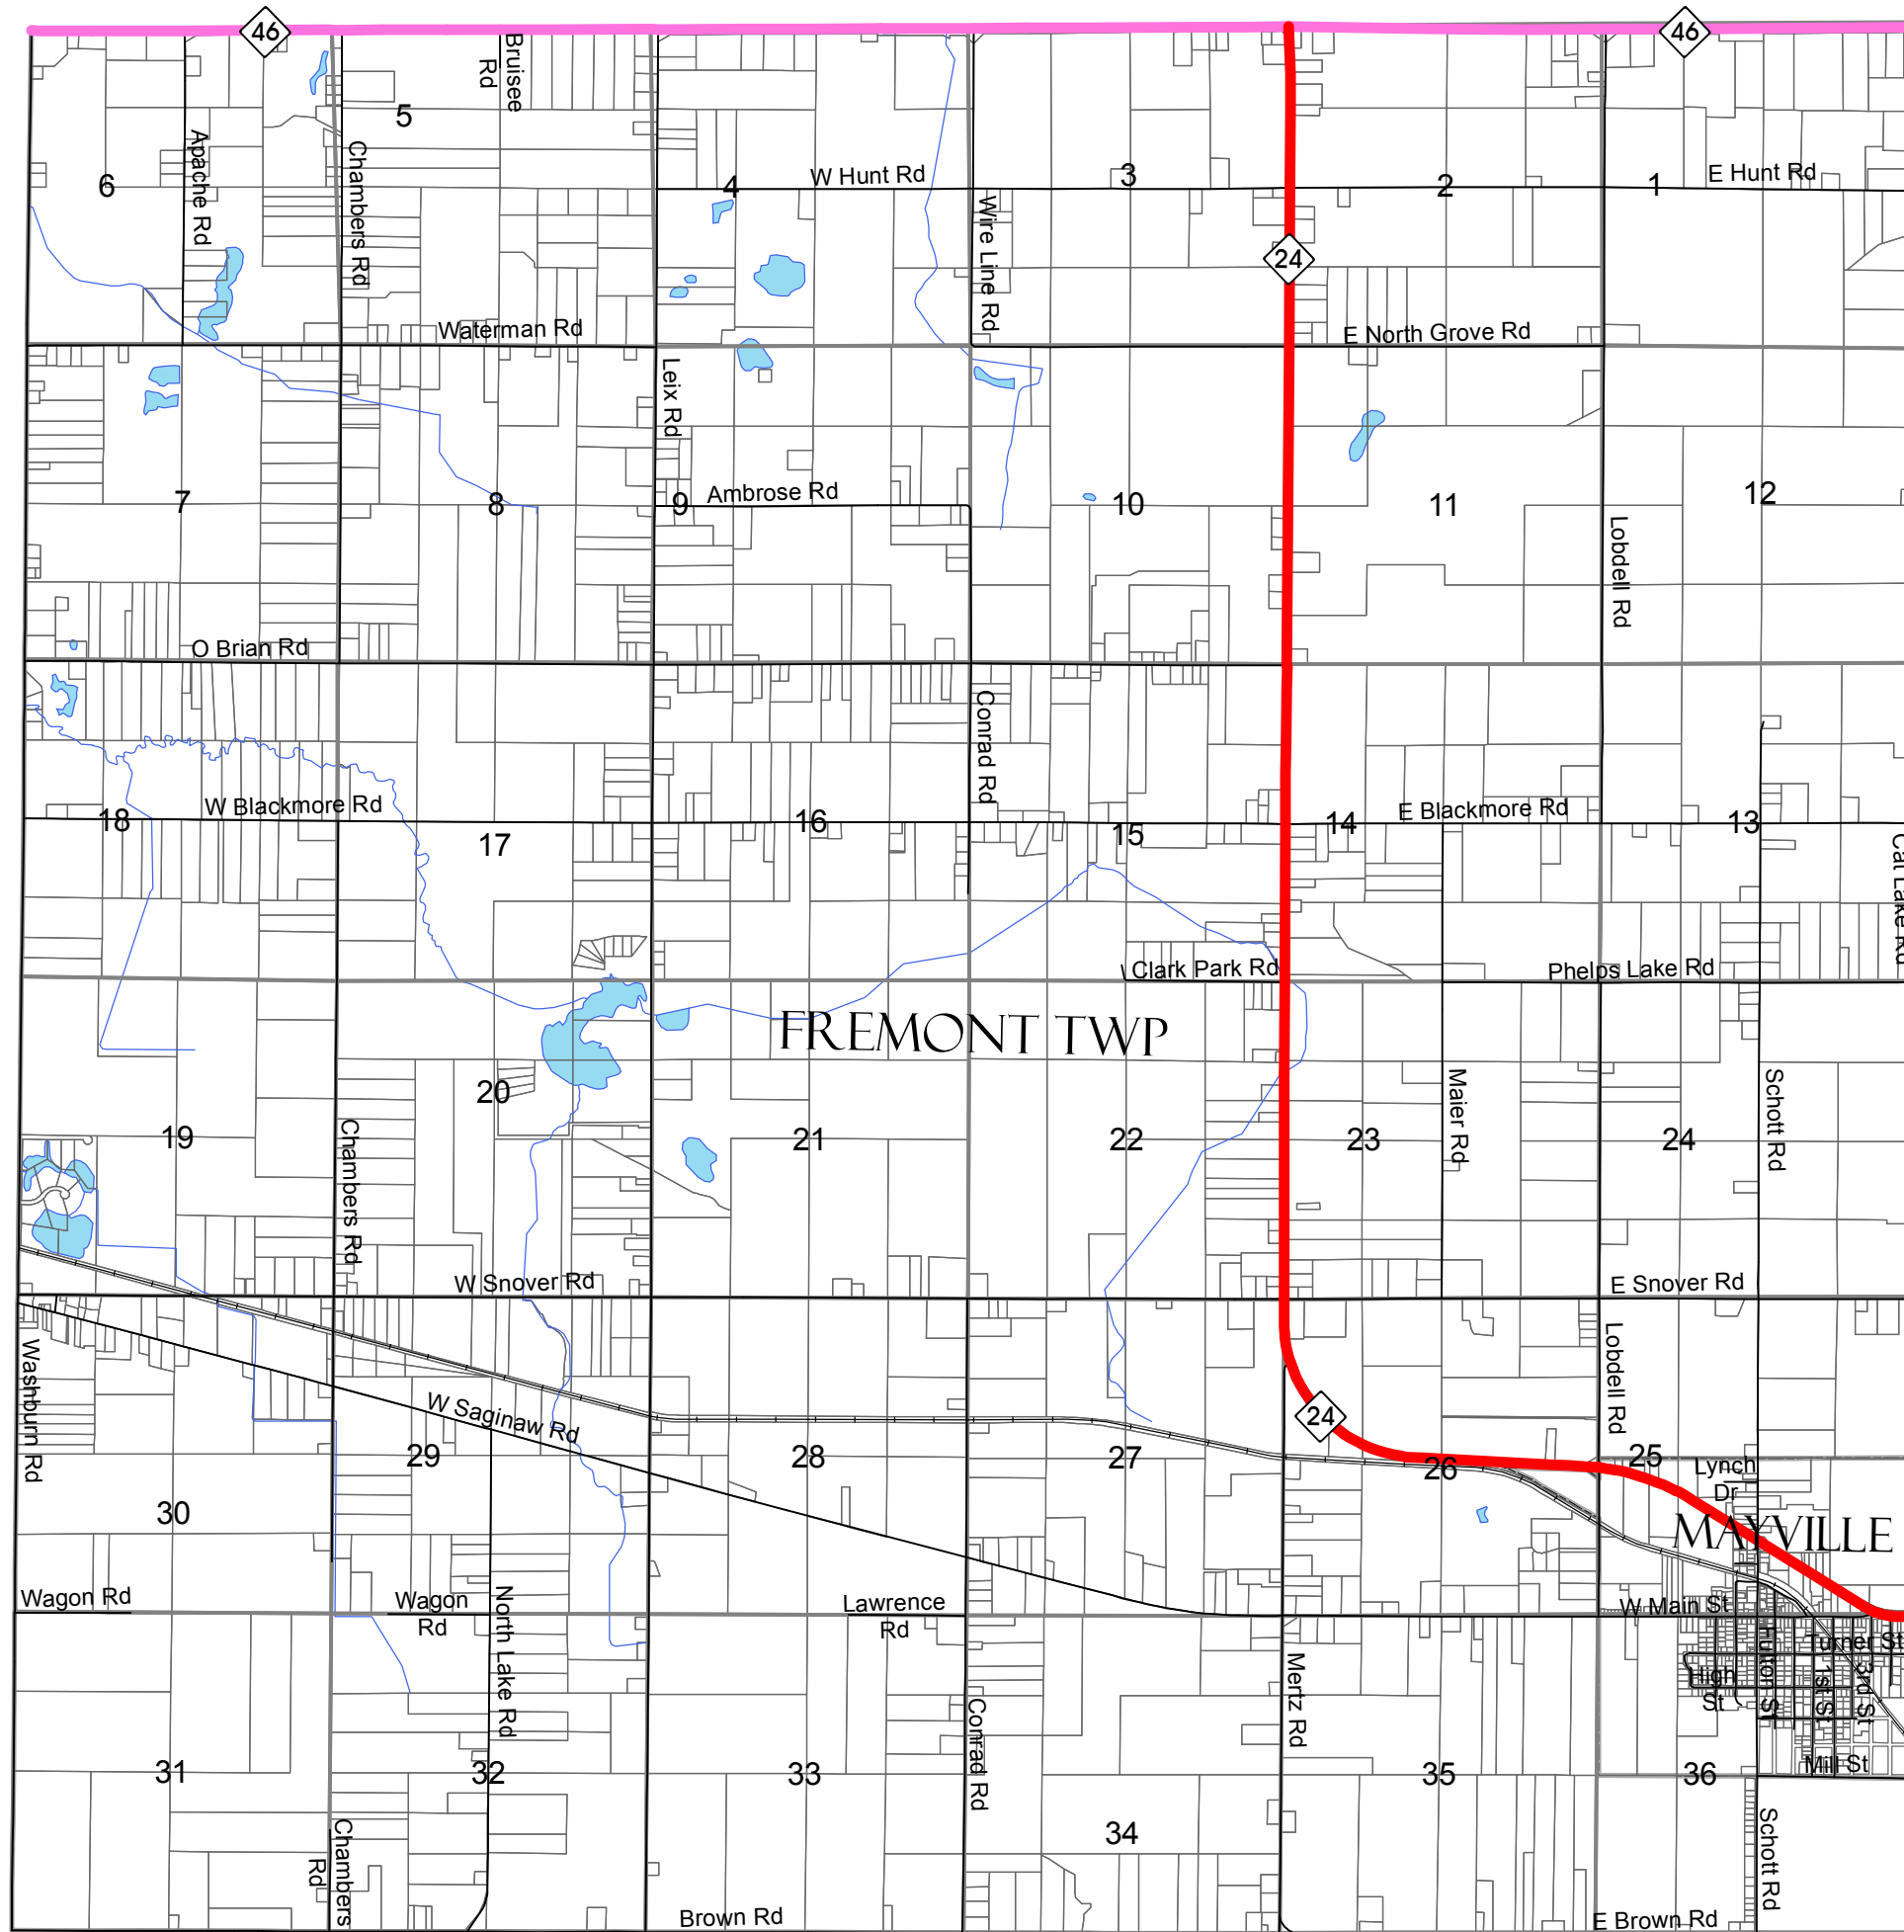 46
46
Bruisee
Rd
5
Apache Rd
Chambers Rd
6
4
W Hunt Rd
3
2
1
E Hunt Rd
Wire Line Rd
24
Waterman Rd
E North Grove Rd
Leix Rd
7
8
9
Ambrose Rd
10
11
12
Lobdell Rd
O Brian Rd
Conrad Rd
18
W Blackmore Rd
17
16
15
14
E Blackmore Rd
13
Cat Lake Rd
Clark Park Rd
Phelps Lake Rd
FREMONT TWP
20
19
Chambers Rd
21
22
23
Maier Rd
24
Schott Rd
W Snover Rd
E Snover Rd
Washburn Rd
Lobdell Rd
W Saginaw Rd
24
29
28
27
26
25
Lynch
Dr
30
MAYVILLE
Wagon Rd
Wagon
Rd
North Lake Rd
Lawrence
Rd
W Main St
Turner St
Fulton St
High
St
1st St
3rd St
Mertz Rd
Conrad Rd
31
32
33
35
36
Mill St
34
Chambers
Rd
Schott Rd
Brown Rd
E Brown Rd